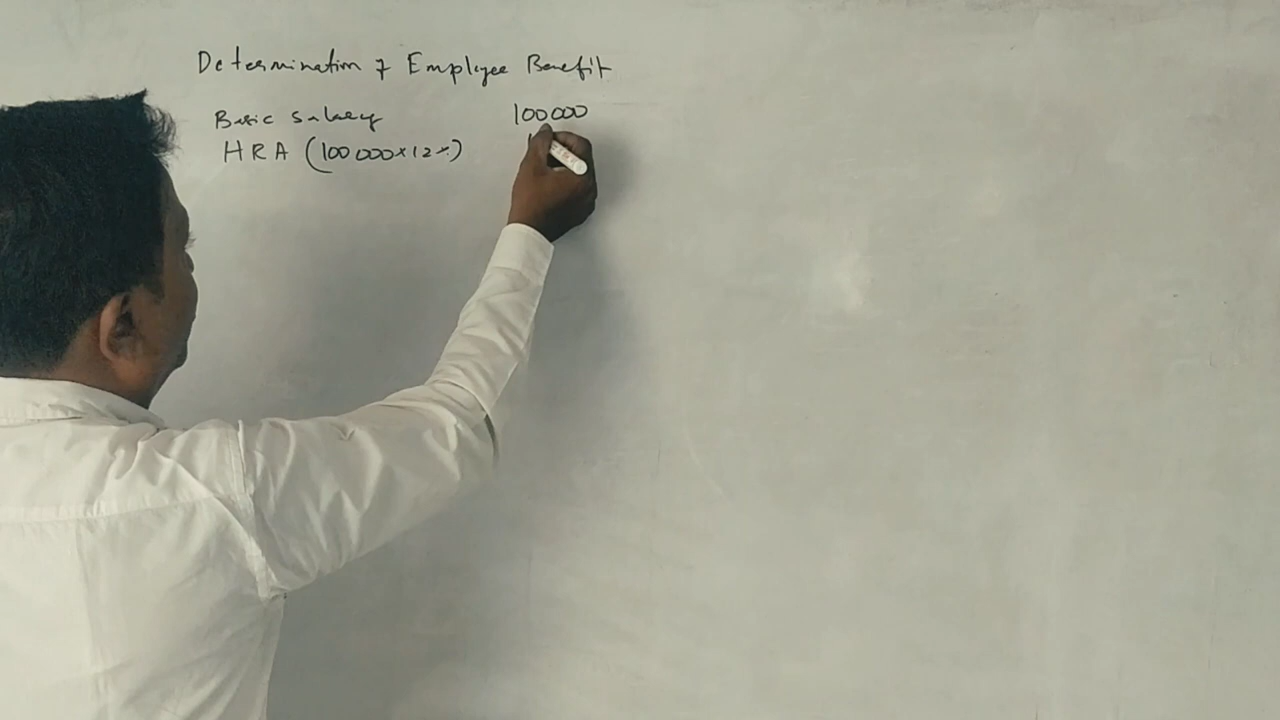 Determination of Employee Benefit
Basic Salary 100000
HRA (100000×12%)